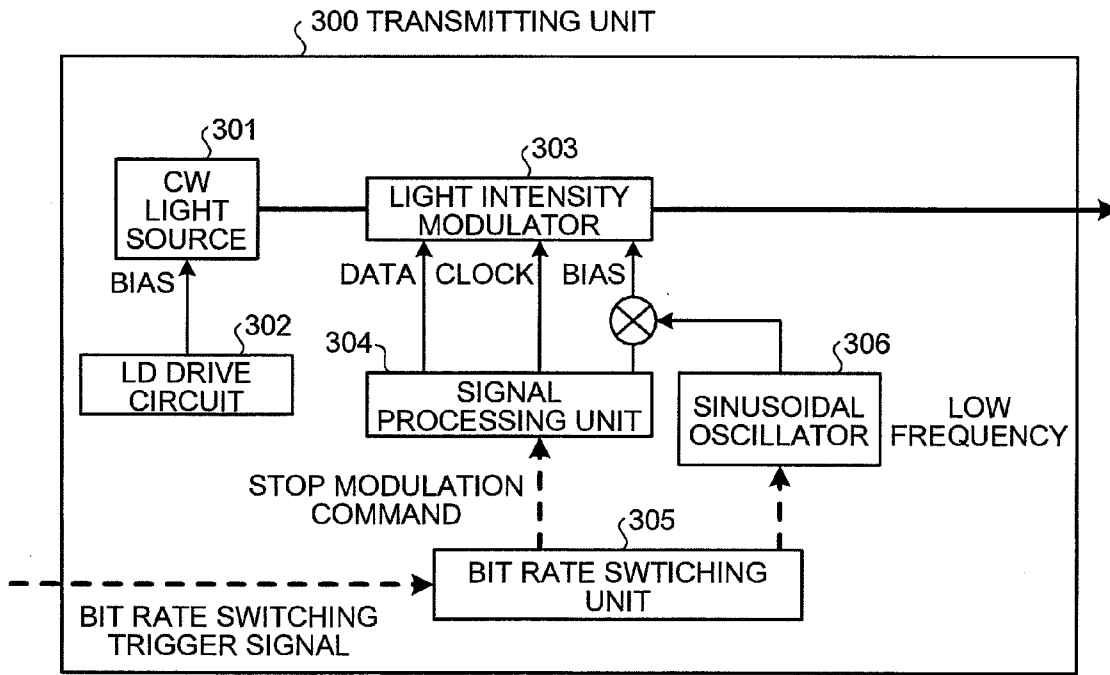 300 TRANSMITTING UNIT
301
CW
LIGHT
SOURCE
303
LIGHT INTENSITY
MODULATOR
BIAS
DATA
CLOCK
BIAS
302
LD DRIVE
CIRCUIT
304
SIGNAL
PROCESSING UNIT
306
SINUSOIDAL
OSCILLATOR
LOW
FREQUENCY
STOP MODULATION
COMMAND
305
BIT RATE SWTICHING
UNIT
BIT RATE SWITCHING
TRIGGER SIGNAL